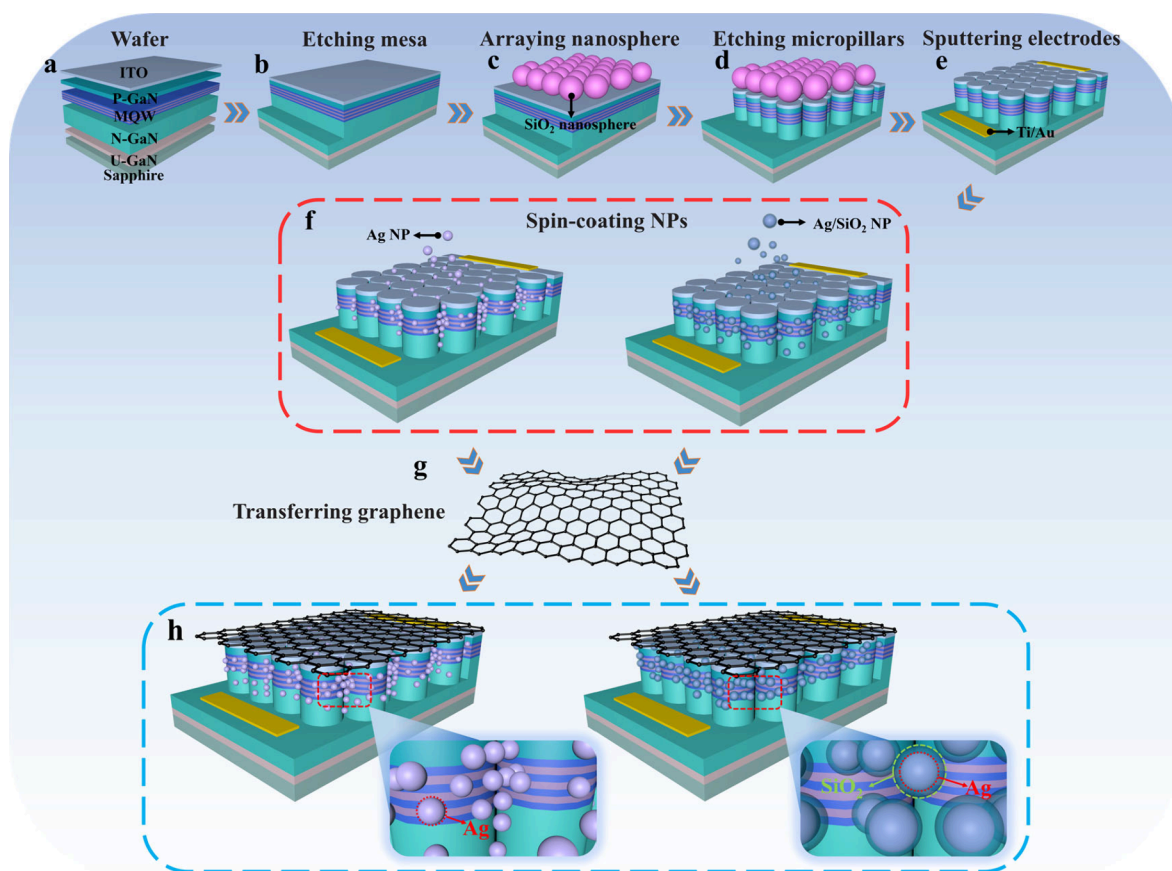 Wafer
Etching mesa
Arraying nanosphere
Etching micropillars
Sputtering electrodes
a
b
c
d
e
ITO
P-GaN
MQW
N-GaN
U-GaN
Sapphire
SiO₂ nanosphere
Ti/Au
f
Spin-coating NPs
Ag NP
Ag/SiO₂ NP
g
Transferring graphene
h
Ag
SiO₂
Ag